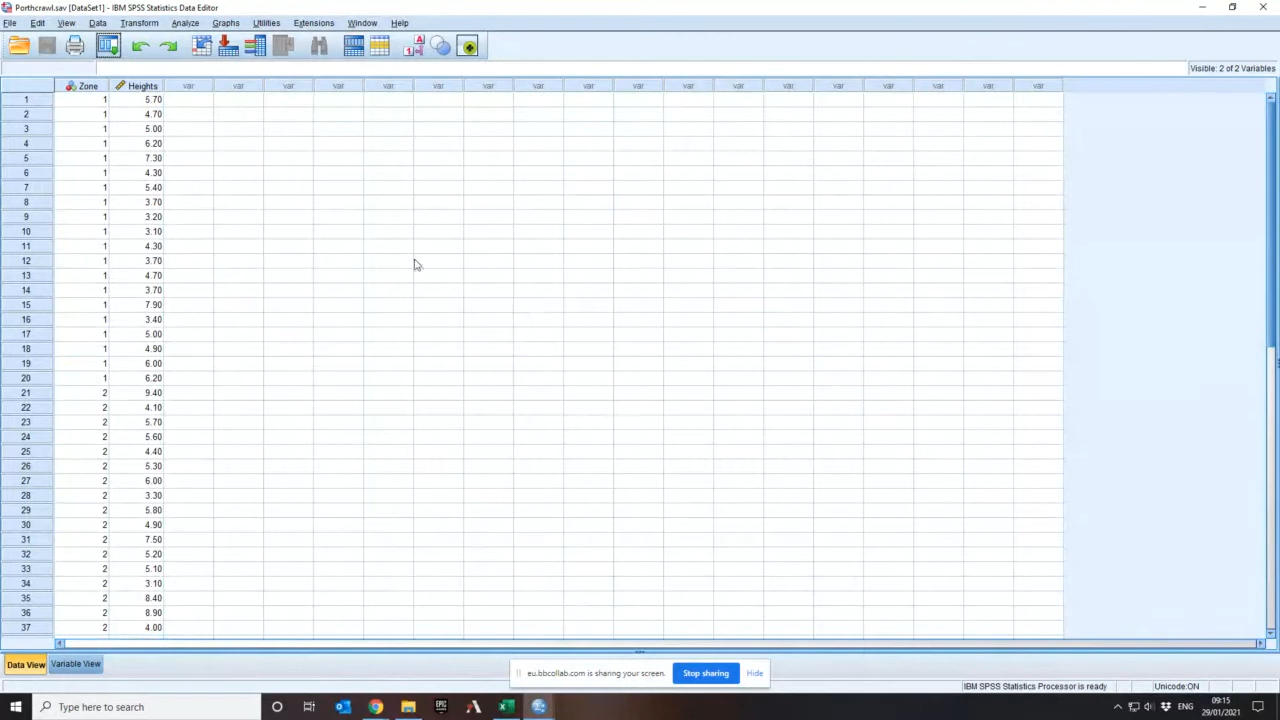 Porthcrawl.sav [DataSet1] - IBM SPSS Statistics Data Editor
File Edit View Data Transform Analyze Graphs Utilities Extensions Window Help
Visible: 2 of 2 Variables
Zone Heights var var var var var var var var var var var var var var var var var var
1 1 5.70
2 1 4.70
3 1 5.00
4 1 6.20
5 1 7.30
6 1 4.30
7 1 5.40
8 1 3.70
9 1 3.20
10 1 3.10
11 1 4.30
12 1 3.70
13 1 4.70
14 1 3.70
15 1 7.90
16 1 3.40
17 1 5.00
18 1 4.90
19 1 6.00
20 1 6.20
21 2 9.40
22 2 4.10
23 2 5.70
24 2 5.60
25 2 4.40
26 2 5.30
27 2 6.00
28 2 3.30
29 2 5.80
30 2 4.90
31 2 7.50
32 2 5.20
33 2 5.10
34 2 3.10
35 2 8.40
36 2 8.90
37 2 4.00
Data View Variable View
eu.bbcollab.com is sharing your screen. Stop sharing Hide
IBM SPSS Statistics Processor is ready Unicode:ON
Type here to search EPIC ENG 09:15
29/01/2021